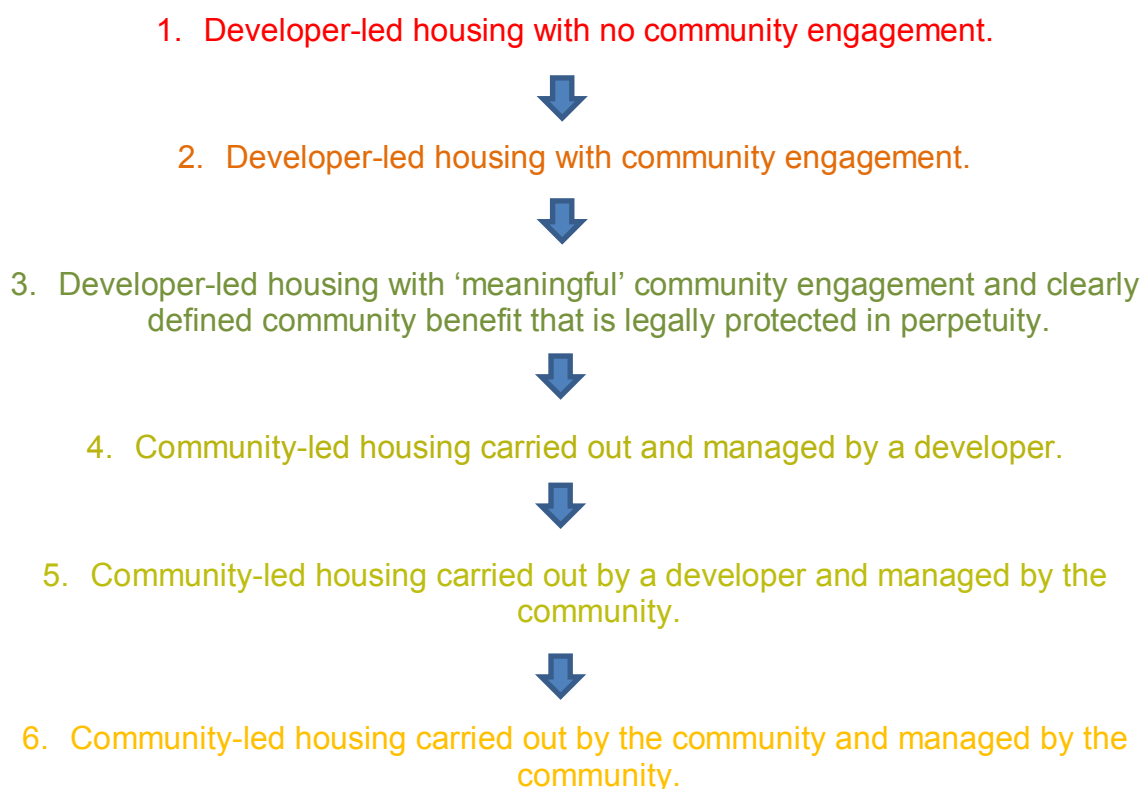 1. Developer-led housing with no community engagement.
2. Developer-led housing with community engagement.
3. Developer-led housing with ‘meaningful’ community engagement and clearly
defined community benefit that is legally protected in perpetuity.
4. Community-led housing carried out and managed by a developer.
5. Community-led housing carried out by a developer and managed by the
community.
6. Community-led housing carried out by the community and managed by the
community.